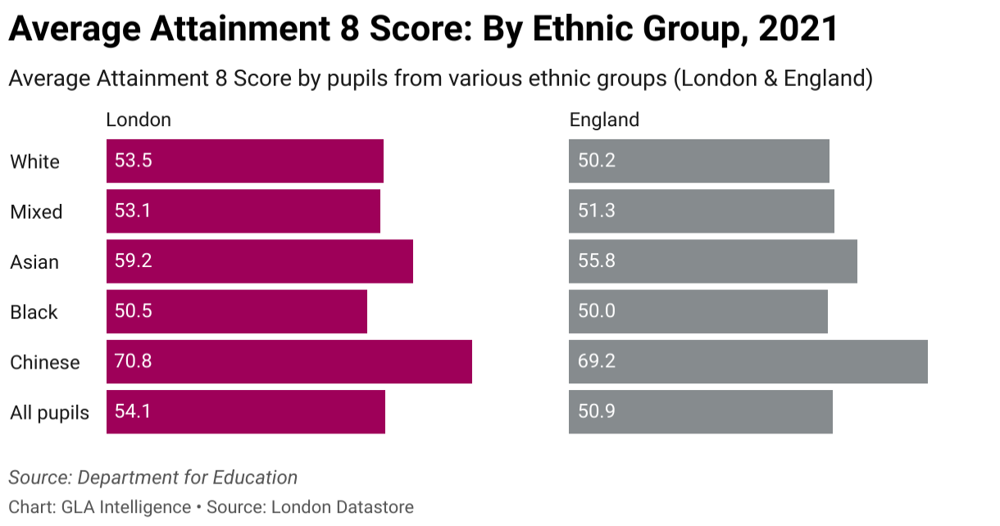 Average Attainment 8 Score: By Ethnic Group, 2021
Average Attainment 8 Score by pupils from various ethnic groups (London & England)
London England
White 53.5 50.2
Mixed 53.1 51.3
Asian 59.2 55.8
Black 50.5 50.0
Chinese 70.8 69.2
All pupils 54.1 50.9
Source: Department for Education
Chart: GLA Intelligence • Source: London Datastore